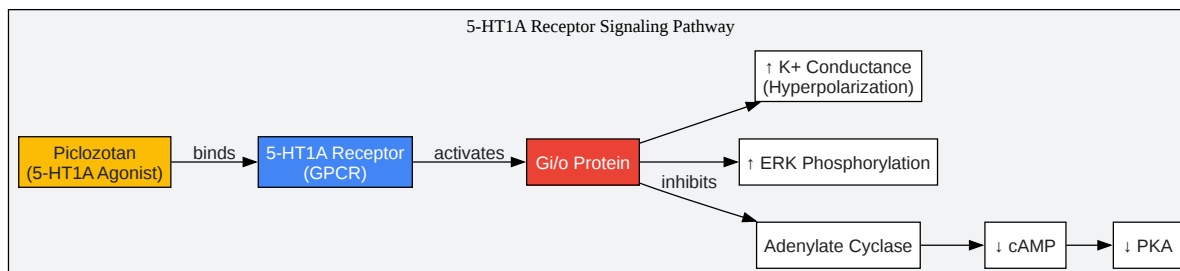 5-HT1A Receptor Signaling Pathway
↑ K+ Conductance
(Hyperpolarization)
Piclozotan
(5-HT1A Agonist)
binds
5-HT1A Receptor
(GPCR)
activates
Gi/o Protein
↑ ERK Phosphorylation
inhibits
Adenylate Cyclase
↓ cAMP
↓ PKA